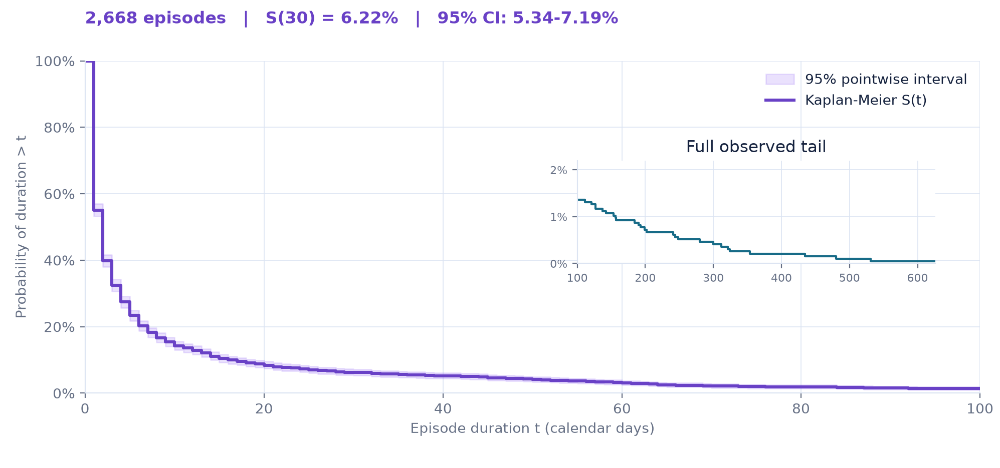 2,668 episodes | S(30) = 6.22% | 95% CI: 5.34-7.19%
100%
80%
60%
40%
20%
0%
Probability of duration > t
95% pointwise interval
Kaplan-Meier S(t)
Full observed tail
2%
1%
0%
100 200 300 400 500 600
0 20 40 60 80 100
Episode duration t (calendar days)